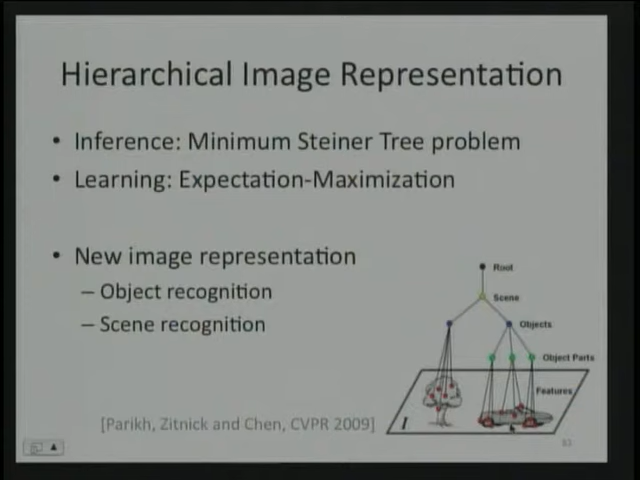 Hierarchical Image Representation
• Inference: Minimum Steiner Tree problem
• Learning: Expectation-Maximization
• New image representation
– Object recognition
– Scene recognition
Root
Scene
Objects
Object Parts
Features
I
[Parikh, Zitnick and Chen, CVPR 2009]